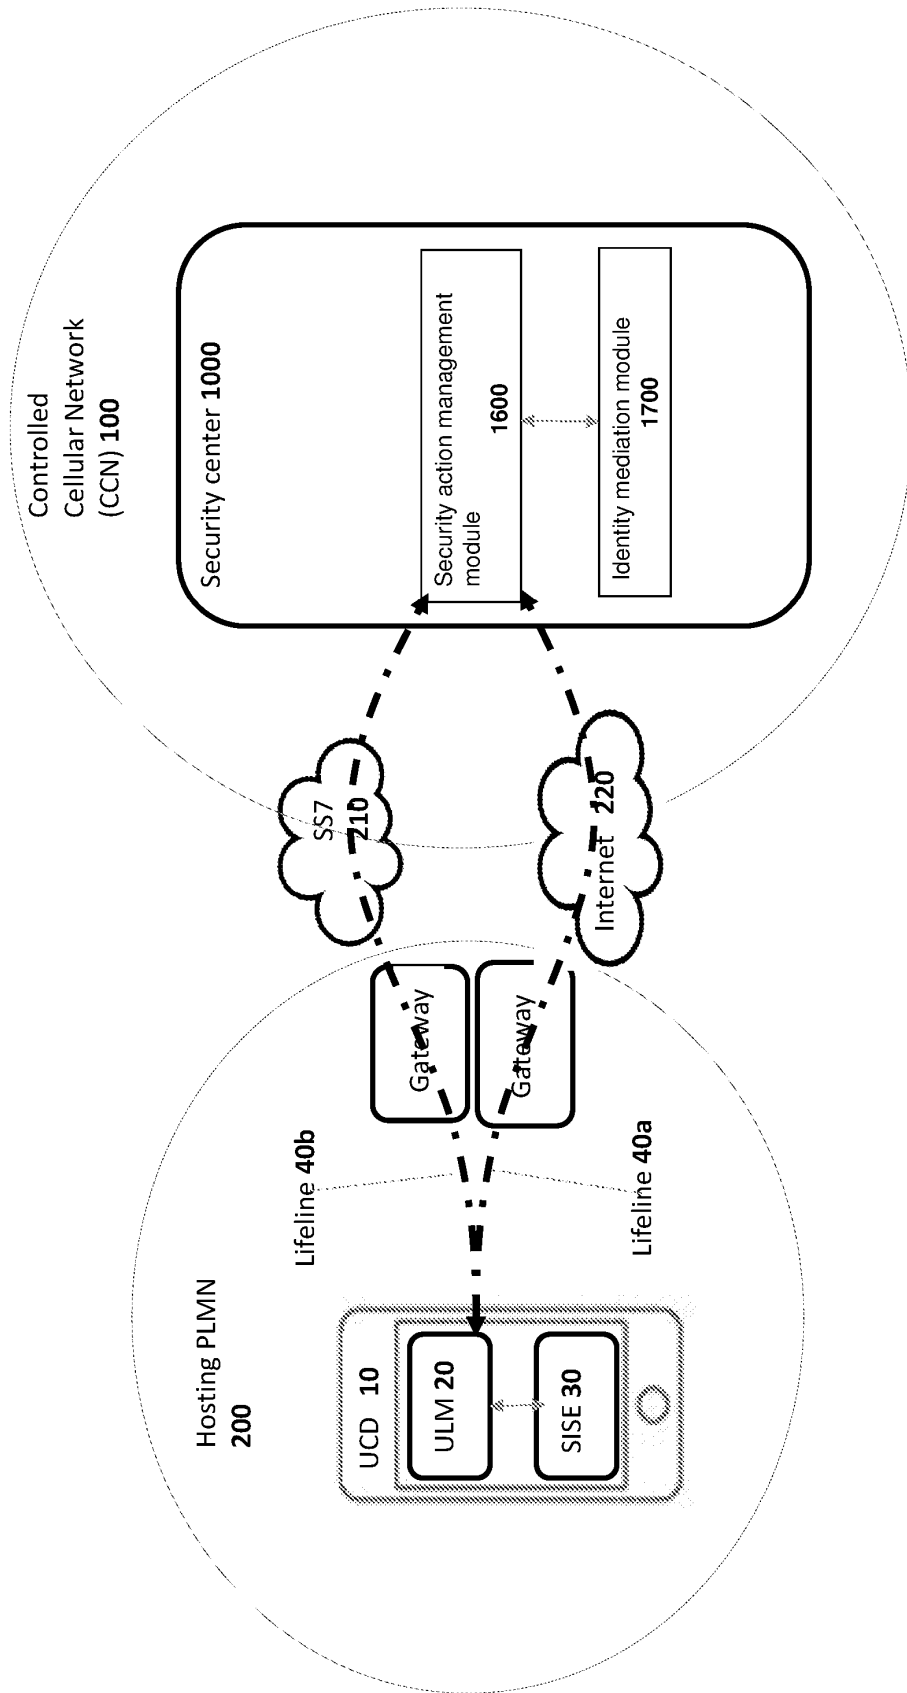 Hosting PLMN
200
UCD 10
ULM 20
SISE 30
Lifeline 40b
Lifeline 40a
Gateway
Gateway
SS7
210
Internet 220
Controlled
Cellular Network
(CCN) 100
Security center 1000
Security action management
module
1600
Identity mediation module
1700